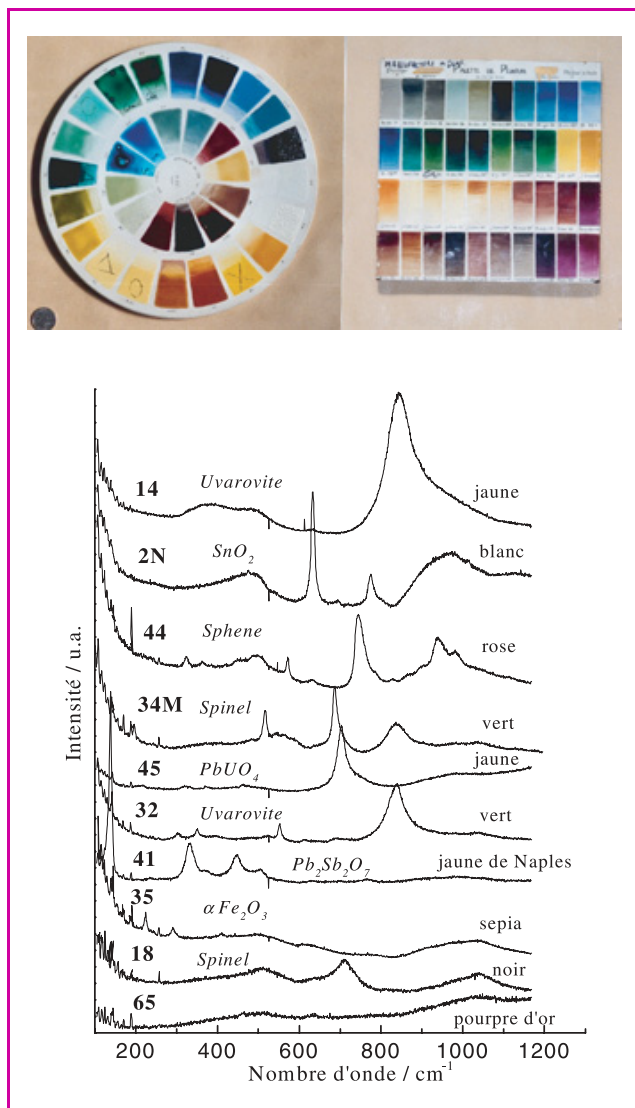 14 Uvarovite jaune
2N SnO₂ blanc
44 Sphene rose
34M Spinel vert
45 PbUO₄ jaune
32 Uvarovite vert
41 Pb₂Sb₂O₇ jaune de Naples
35 αFe₂O₃ sepia
18 Spinel noir
65 pourpre d'or
Intensité / u.a.
200 400 600 800 1000 1200
Nombre d'onde / cm⁻¹